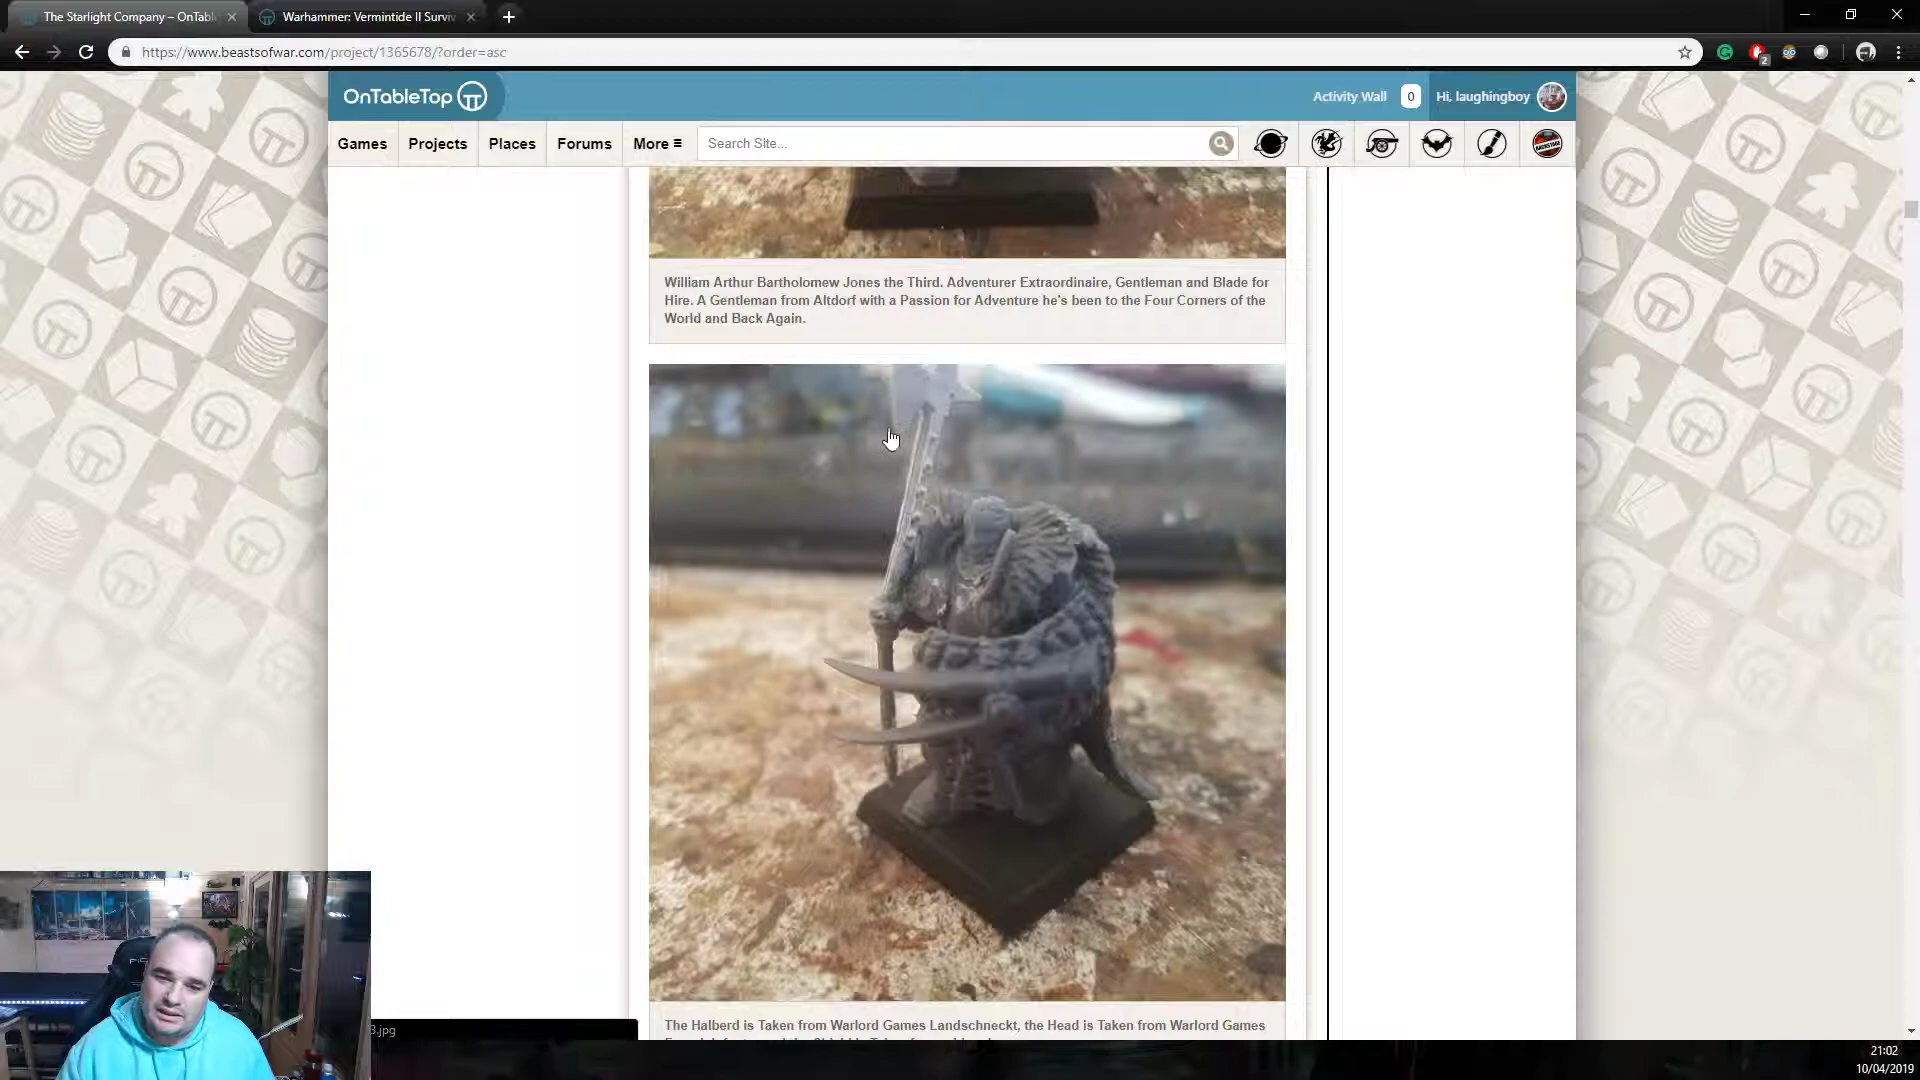 The Starlight Company – OnTabl
Warhammer: Vermintide II Surviv
https://www.beastsofwar.com/project/1365678/?order=asc
2
OnTableTop
Activity Wall
0
Hi, laughingboy
Games
Projects
Places
Forums
More
Search Site...
BACKSTAGE
William Arthur Bartholomew Jones the Third. Adventurer Extraordinaire, Gentleman and Blade for
Hire. A Gentleman from Altdorf with a Passion for Adventure he's been to the Four Corners of the
World and Back Again.
3.jpg
The Halberd is Taken from Warlord Games Landschneckt, the Head is Taken from Warlord Games
21:02
10/04/2019